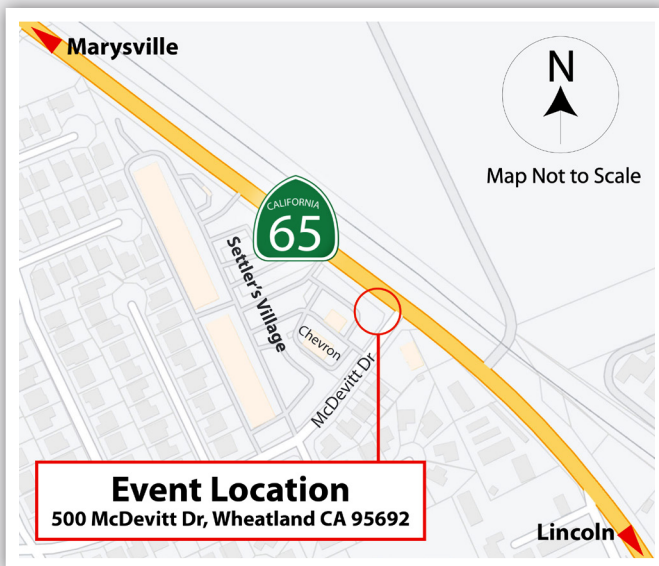 Marysville
N
Map Not to Scale
CALIFORNIA
65
Settler's Village
Chevron
McDevitt Dr
Event Location
500 McDevitt Dr, Wheatland CA 95692
Lincoln